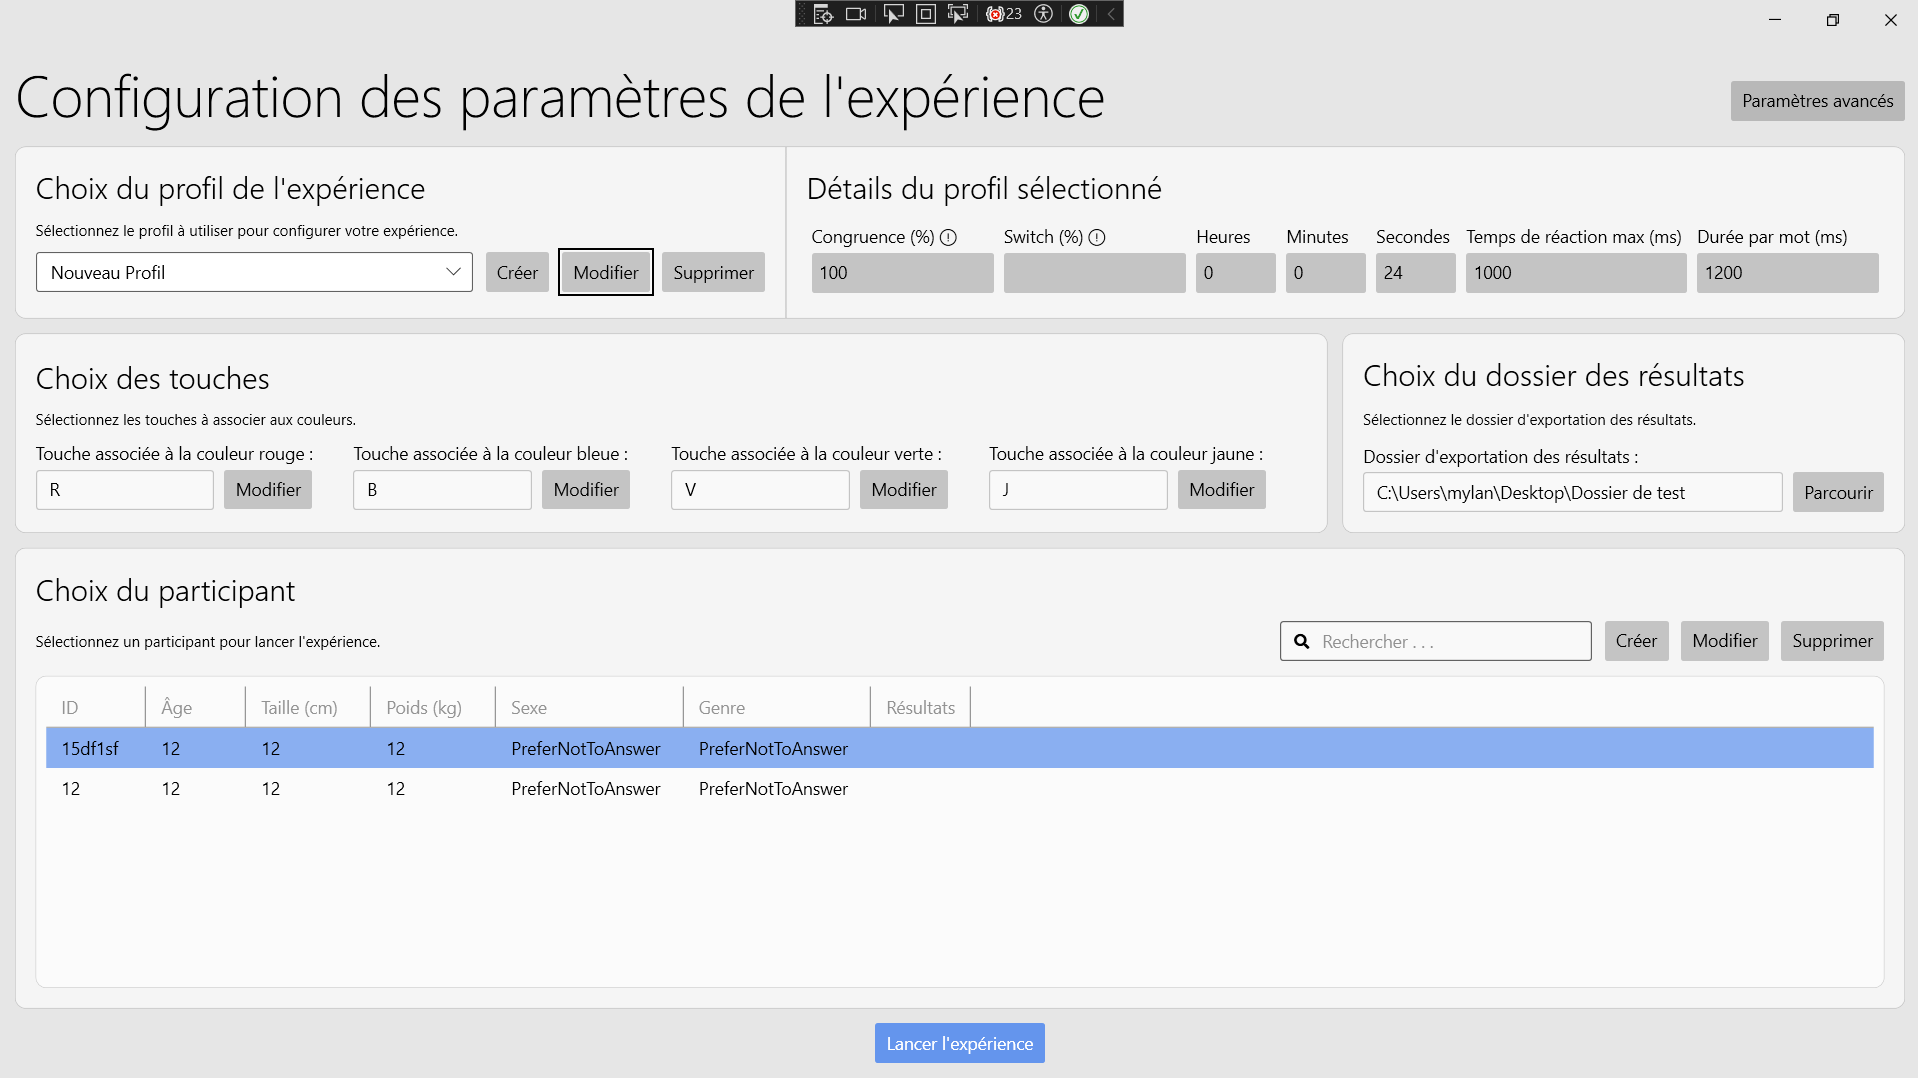 23
Configuration des paramètres de l'expérience
Paramètres avancés
Choix du profil de l'expérience
Sélectionnez le profil à utiliser pour configurer votre expérience.
Nouveau Profil
Créer
Modifier
Supprimer
Détails du profil sélectionné
Congruence (%)
Switch (%)
Heures
Minutes
Secondes
Temps de réaction max (ms)
Durée par mot (ms)
100
0
0
24
1000
1200
Choix des touches
Sélectionnez les touches à associer aux couleurs.
Touche associée à la couleur rouge :
Touche associée à la couleur bleue :
Touche associée à la couleur verte :
Touche associée à la couleur jaune :
R
Modifier
B
Modifier
V
Modifier
J
Modifier
Choix du dossier des résultats
Sélectionnez le dossier d'exportation des résultats.
Dossier d'exportation des résultats :
C:\Users\mylan\Desktop\Dossier de test
Parcourir
Choix du participant
Sélectionnez un participant pour lancer l'expérience.
Rechercher . . .
Créer
Modifier
Supprimer
ID Âge Taille (cm) Poids (kg) Sexe Genre Résultats
15df1sf 12 12 12 PreferNotToAnswer PreferNotToAnswer
12 12 12 12 PreferNotToAnswer PreferNotToAnswer
Lancer l'expérience